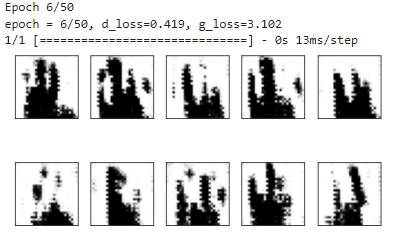 Epoch 6/50
epoch = 6/50, d_loss=0.419, g_loss=3.102
1/1 [==============================] - 0s 13ms/step